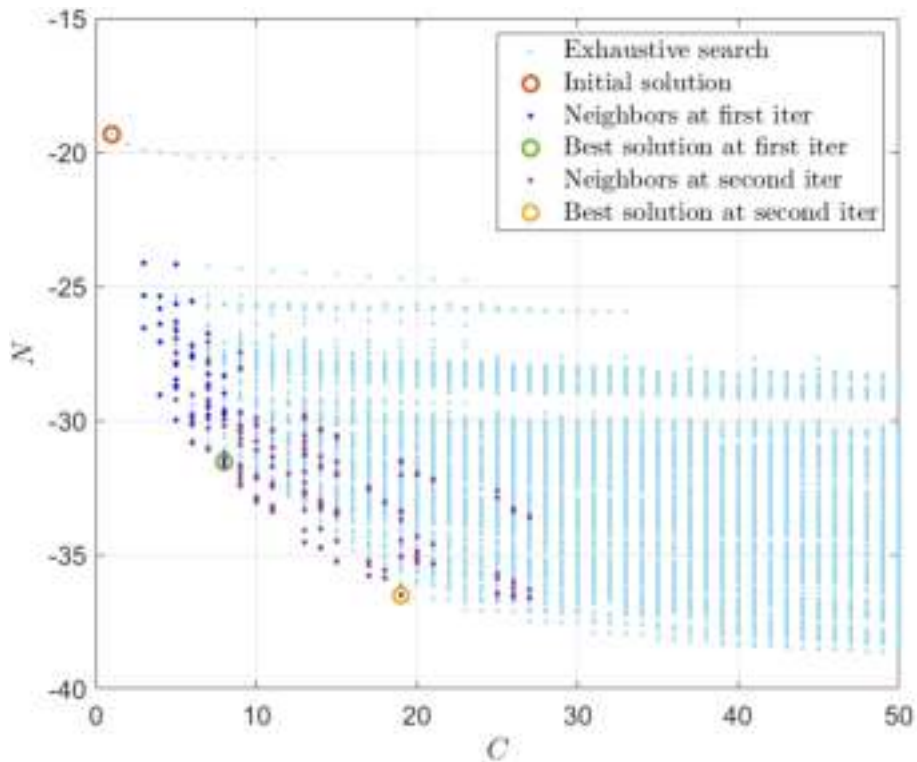 -15
Exhaustive search
Initial solution
Neighbors at first iter
Best solution at first iter
Neighbors at second iter
Best solution at second iter
-20
-25
N
-30
-35
-40
0 10 20 30 40 50
C